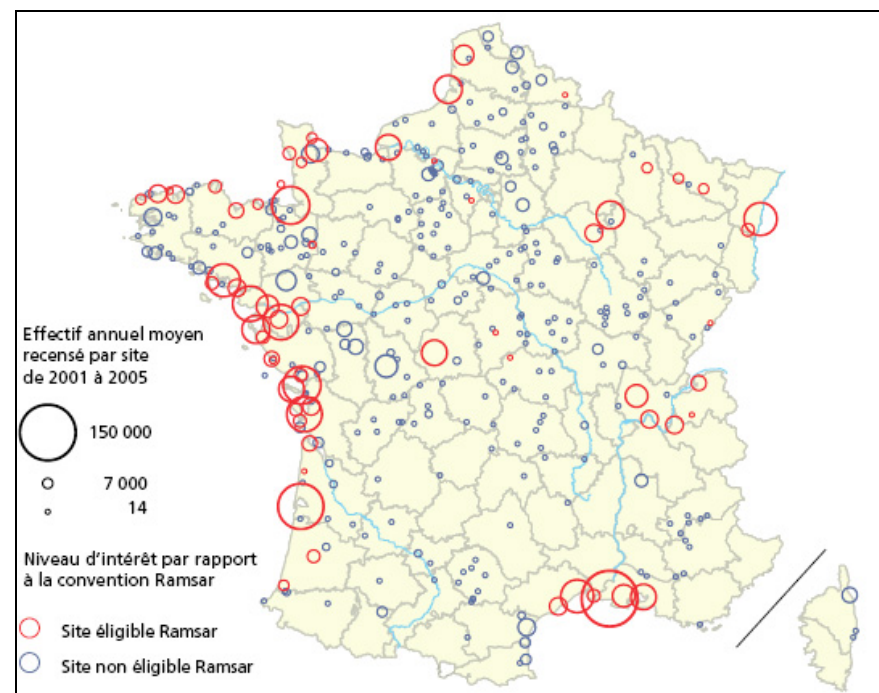 Effectif annuel moyen
recensé par site
de 2001 à 2005
150 000
7 000
14
Niveau d'intérêt par rapport
à la convention Ramsar
Site éligible Ramsar
Site non éligible Ramsar